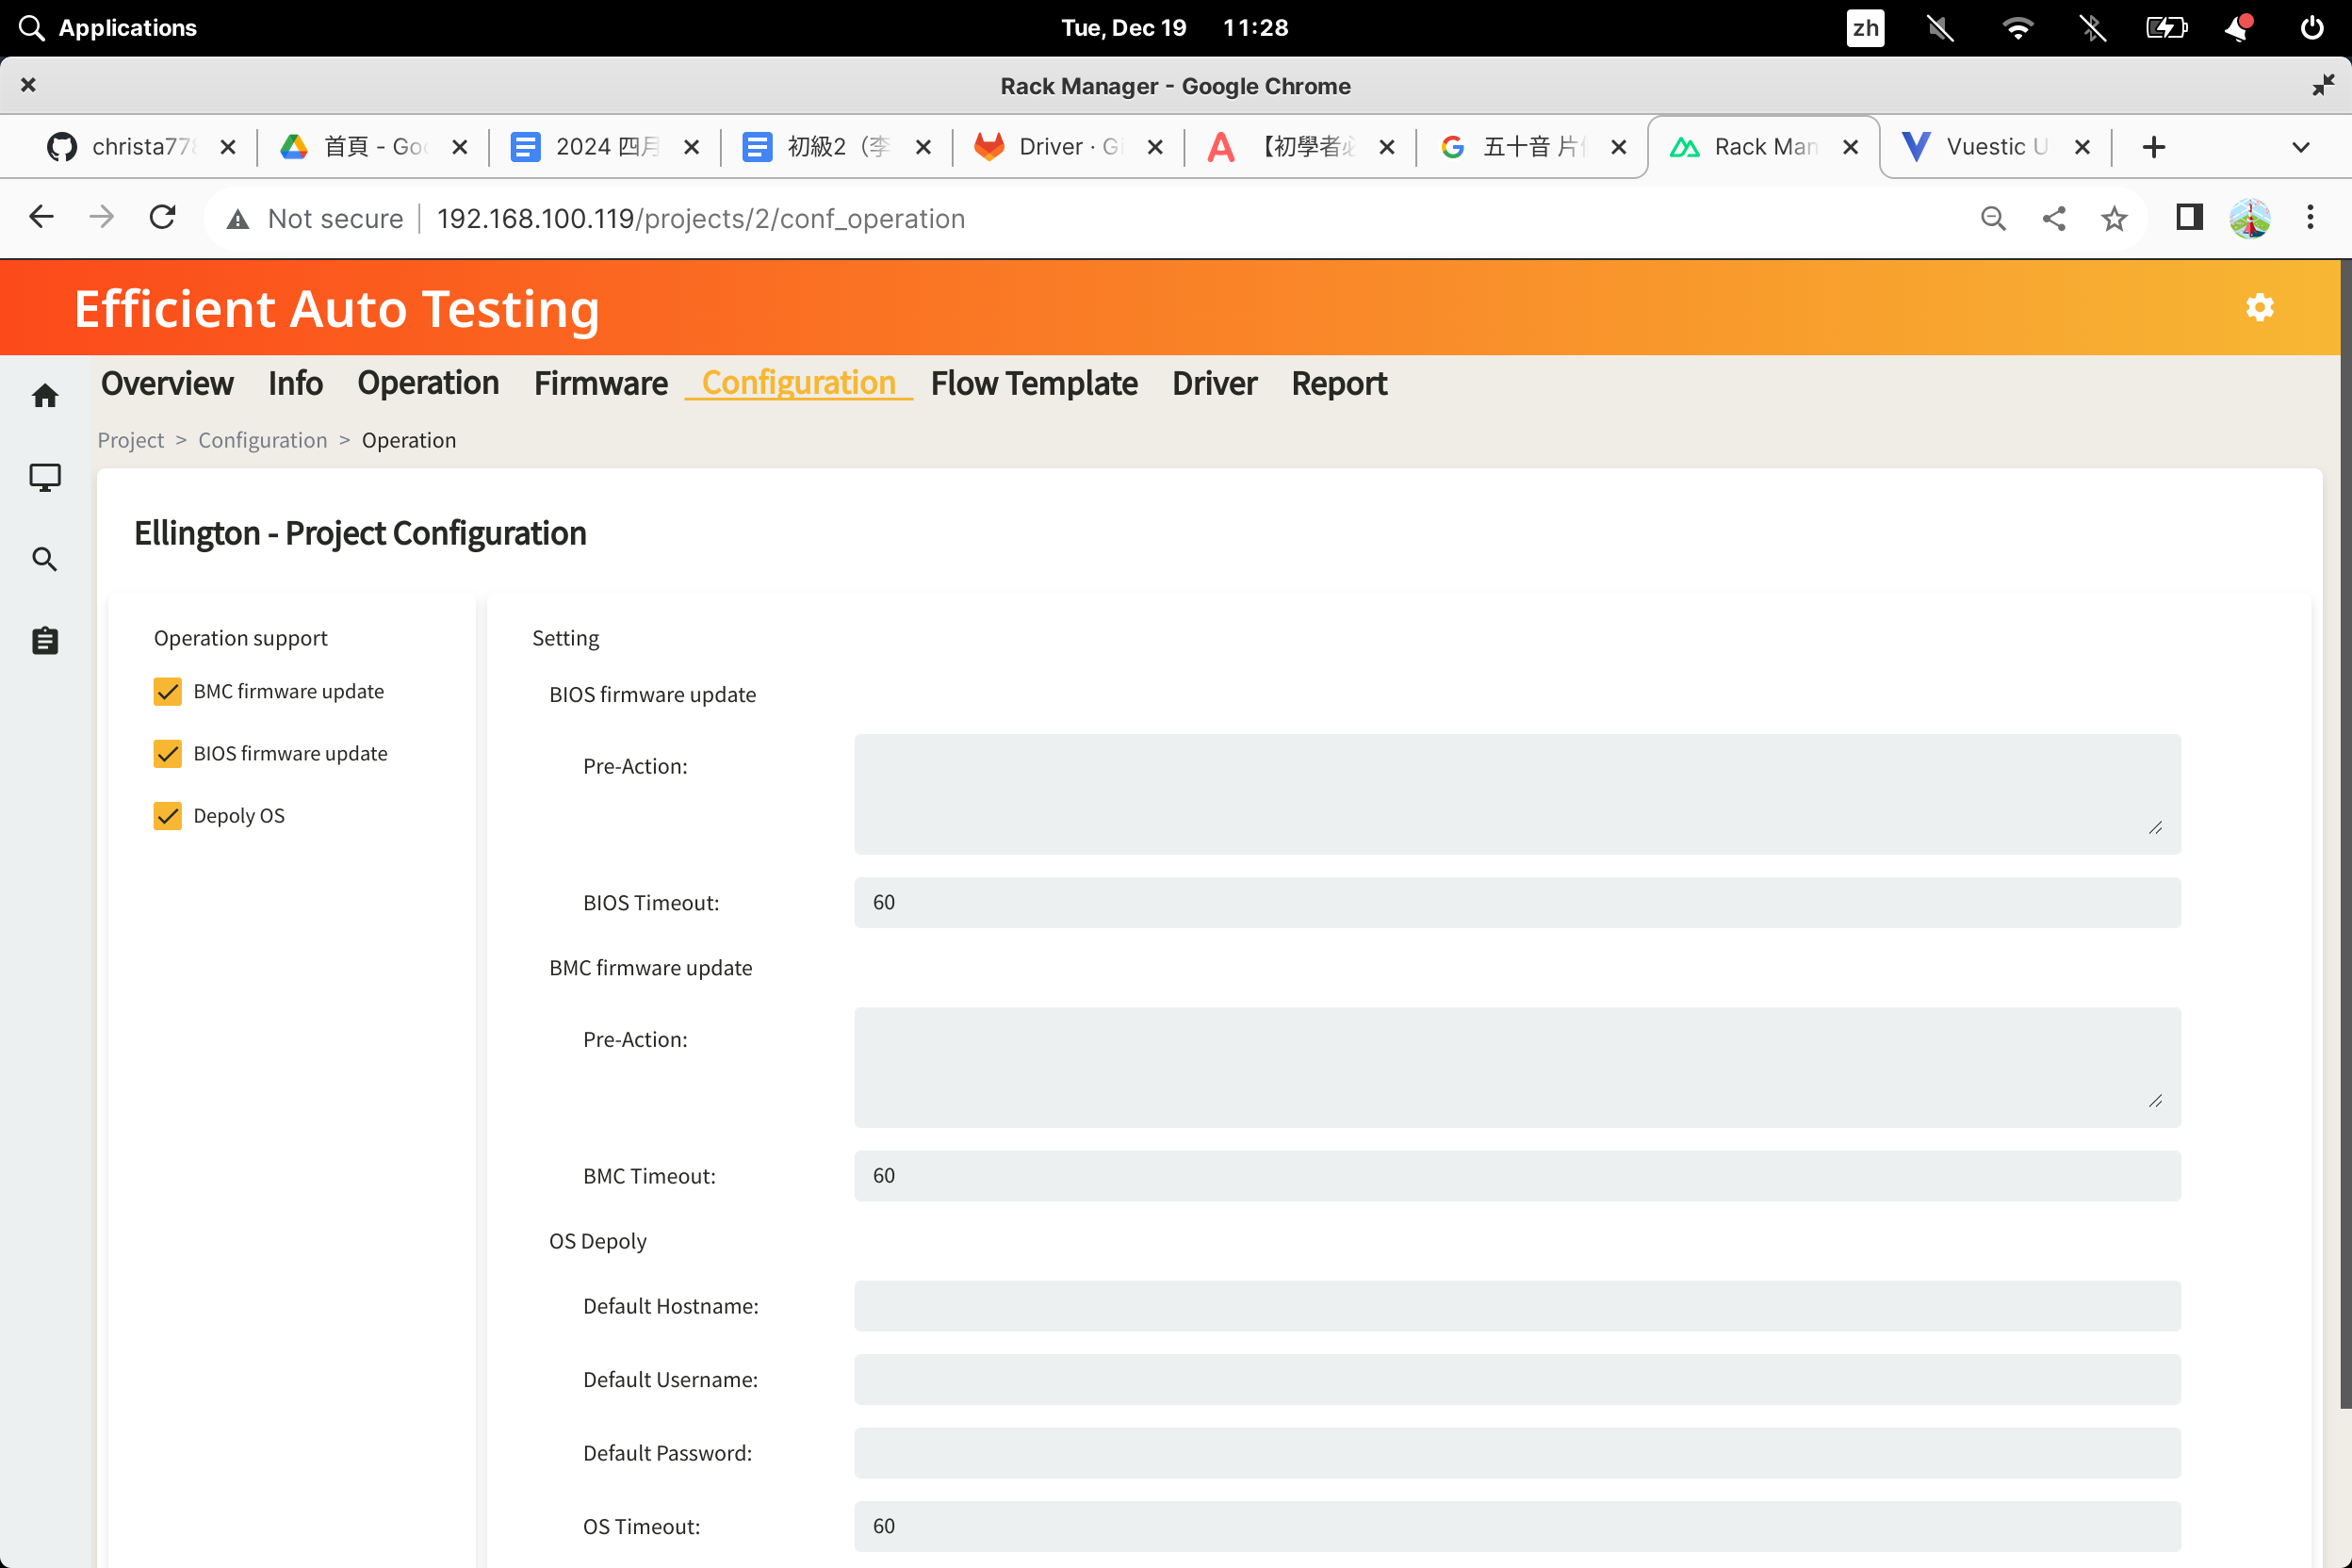 Applications
Tue, Dec 19 11:28
zh
Rack Manager - Google Chrome
christa778
首頁 - Goo
2024 四月
初級2（李
Driver · Gi
【初學者必
五十音 片
Rack Man
Vuestic U
Not secure
192.168.100.119/projects/2/conf_operation
Efficient Auto Testing
Overview Info Operation Firmware Configuration Flow Template Driver Report
Project > Configuration > Operation
Ellington - Project Configuration
Operation support
BMC firmware update
BIOS firmware update
Depoly OS
Setting
BIOS firmware update
Pre-Action:
BIOS Timeout: 60
BMC firmware update
Pre-Action:
BMC Timeout: 60
OS Depoly
Default Hostname:
Default Username:
Default Password:
OS Timeout: 60